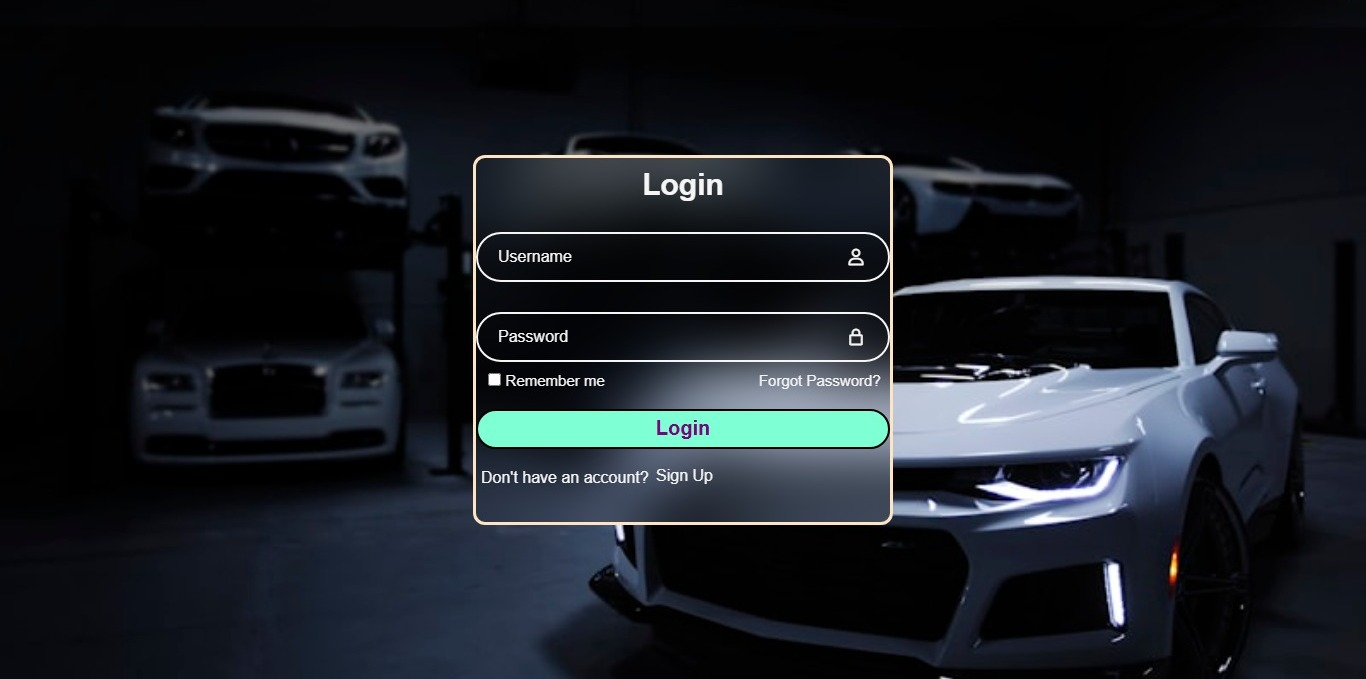 Login
Username
Password
Remember me Forgot Password?
Login
Don't have an account? Sign Up